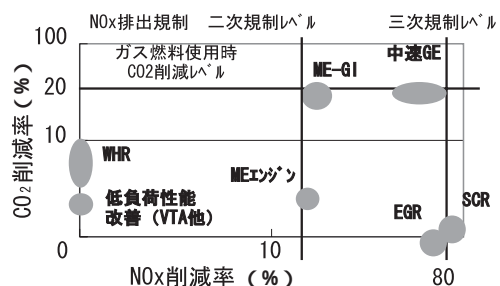 NOx排出規制 二次規制ﾚﾍﾞﾙ 三次規制ﾚﾍﾞﾙ
100
ガス燃料使用時
CO2削減ﾚﾍﾞﾙ
中速GE
20
ME-GI
CO₂削減率(%)
10
WHR
MEｴﾝｼﾞﾝ
低負荷性能
改善(VTA他)
EGR
SCR
0
10
80
NOx削減率(%)